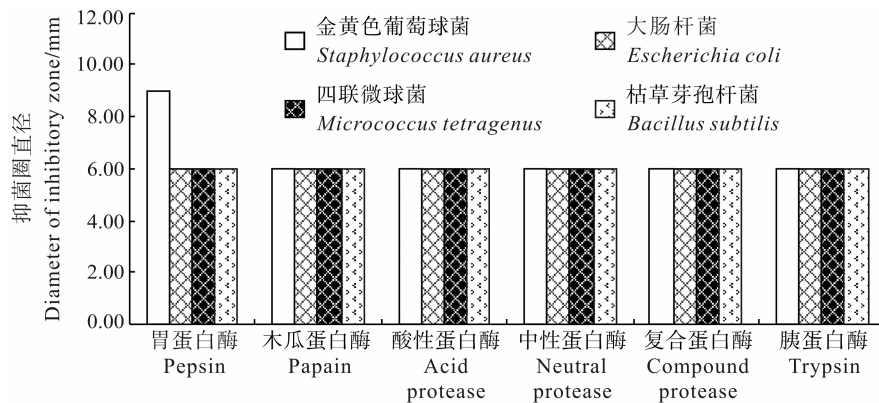 抑菌圈直径
Diameter of inhibitory zone/mm
12.00
10.00
8.00
6.00
4.00
2.00
0.00
金黄色葡萄球菌
Staphylococcus aureus
大肠杆菌
Escherichia coli
四联微球菌
Micrococcus tetragenus
枯草芽孢杆菌
Bacillus subtilis
胃蛋白酶
Pepsin
木瓜蛋白酶
Papain
酸性蛋白酶
Acid
protease
中性蛋白酶
Neutral
protease
复合蛋白酶
Compound
protease
胰蛋白酶
Trypsin